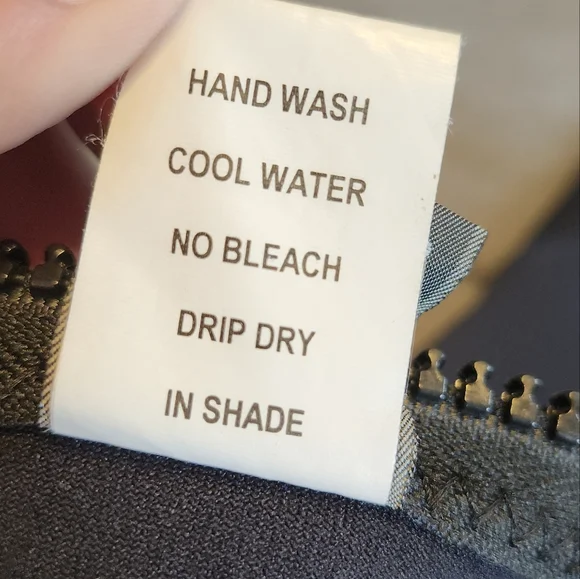 HAND WASH
COOL WATER
NO BLEACH
DRIP DRY
IN SHADE